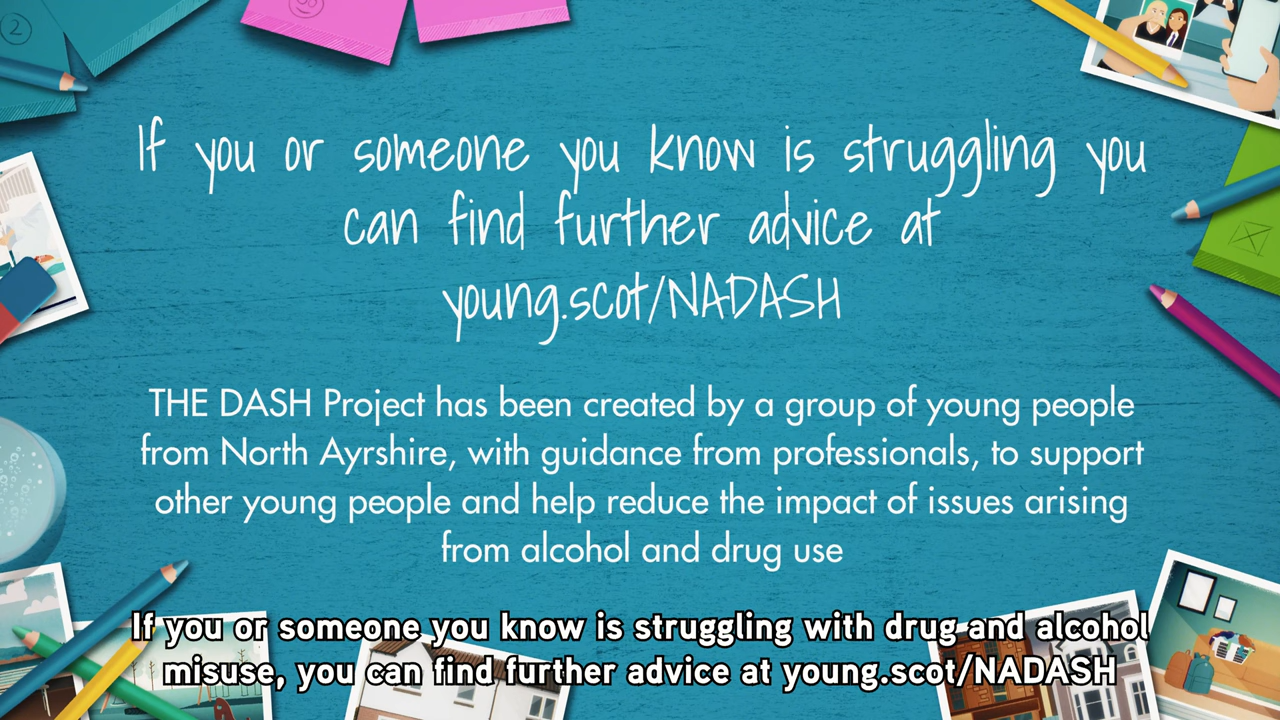 2
If you or someone you know is struggling you
can find further advice at
young.scot/NADASH
THE DASH Project has been created by a group of young people
from North Ayrshire, with guidance from professionals, to support
other young people and help reduce the impact of issues arising
from alcohol and drug use
If you or someone you know is struggling with drug and alcohol
misuse, you can find further advice at young.scot/NADASH